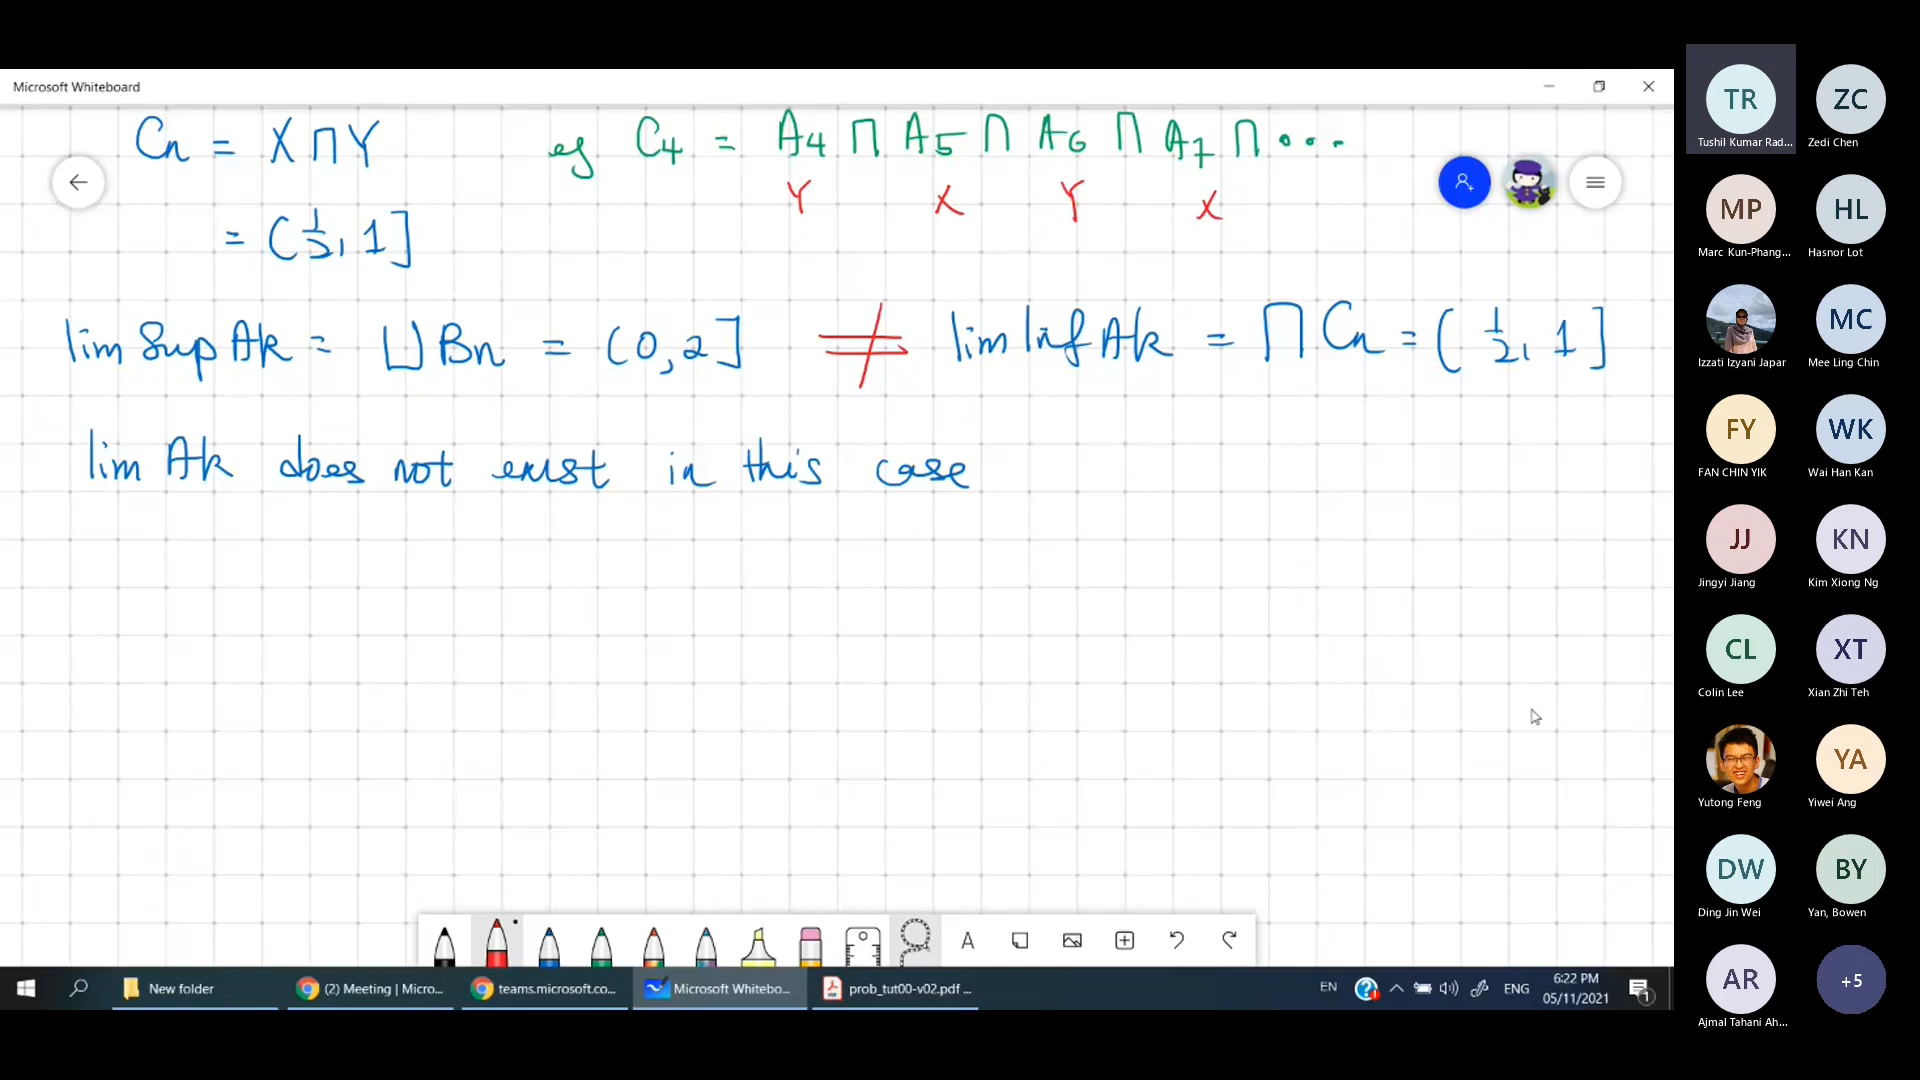 Microsoft Whiteboard
Cn = X ∩ Y
eg C4 = A4 ∩ A5 ∩ A6 ∩ A7 ∩ ...
Y X Y X
= (1/2, 1]
lim Sup Ak = ⋃ Bn = (0, 2] ≠ lim Inf Ak = ∩ Cn = (1/2, 1]
lim Ak does not exist in this case
A
New folder
(2) Meeting | Micro...
teams.microsoft.co...
Microsoft Whitebo...
prob_tut00-v02.pdf ...
EN
ENG
6:22 PM
05/11/2021
1
TR ZC
Tushil Kumar Rad... Zedi Chen
MP HL
Marc Kun-Phang... Hasnor Lot
MC
Izzati Izyani Japar Mee Ling Chin
FY WK
FAN CHIN YIK Wai Han Kan
JJ KN
Jingyi Jiang Kim Xiong Ng
CL XT
Colin Lee Xian Zhi Teh
YA
Yutong Feng Yiwei Ang
DW BY
Ding Jin Wei Yan, Bowen
AR +5
Ajmal Tahani Ah...